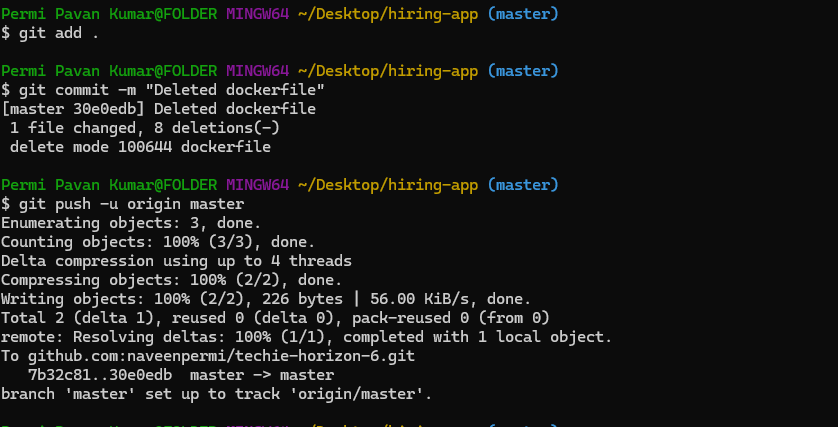 Permi Pavan Kumar@FOLDER MINGW64 ~/Desktop/hiring-app (master)
$ git add .
Permi Pavan Kumar@FOLDER MINGW64 ~/Desktop/hiring-app (master)
$ git commit -m "Deleted dockerfile"
[master 30e0edb] Deleted dockerfile
 1 file changed, 8 deletions(-)
 delete mode 100644 dockerfile
Permi Pavan Kumar@FOLDER MINGW64 ~/Desktop/hiring-app (master)
$ git push -u origin master
Enumerating objects: 3, done.
Counting objects: 100% (3/3), done.
Delta compression using up to 4 threads
Compressing objects: 100% (2/2), done.
Writing objects: 100% (2/2), 226 bytes | 56.00 KiB/s, done.
Total 2 (delta 1), reused 0 (delta 0), pack-reused 0 (from 0)
remote: Resolving deltas: 100% (1/1), completed with 1 local object.
To github.com:naveenpermi/techie-horizon-6.git
   7b32c81..30e0edb  master -> master
branch 'master' set up to track 'origin/master'.